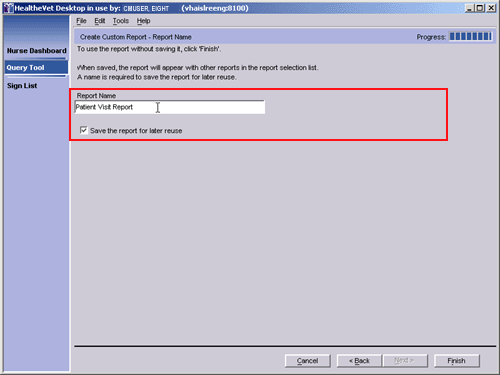 HealtheVet Desktop in use by: CMUSER, EIGHT (vhaislreeng:8100)
File Edit Tools Help
Nurse Dashboard
Query Tool
Sign List
Create Custom Report - Report Name Progress:
To use the report without saving it, click 'Finish'.
When saved, the report will appear with other reports in the report selection list.
A name is required to save the report for later reuse.
Report Name
Patient Visit Report
Save the report for later reuse
Cancel < Back Next > Finish